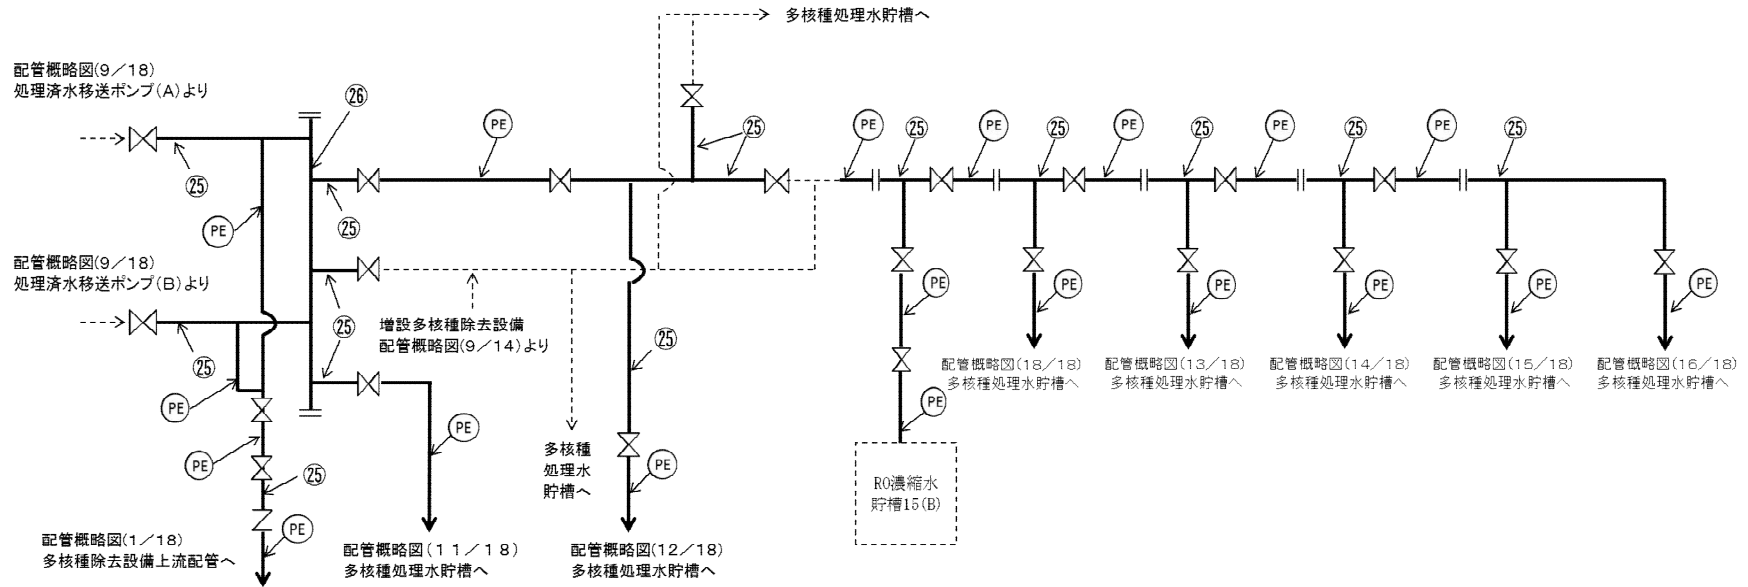 多核種処理水貯槽へ
配管概略図(9／18)
処理済水移送ポンプ(A)より
㉖
PE
㉕
PE
㉕
PE
㉕
PE
㉕
PE
㉕
PE
㉕
㉕
PE
㉕
配管概略図(9／18)
処理済水移送ポンプ(B)より
㉕
PE
PE
PE
PE
PE
PE
㉕
㉕
㉕
㉕
増設多核種除去設備
配管概略図(9／14)より
配管概略図(18／18)
多核種処理水貯槽へ
配管概略図(13／18)
多核種処理水貯槽へ
配管概略図(14／18)
多核種処理水貯槽へ
配管概略図(15／18)
多核種処理水貯槽へ
配管概略図(16／18)
多核種処理水貯槽へ
PE
PE
PE
PE
㉕
PE
多核種
処理水
貯槽へ
RO濃縮水
貯槽15(B)
PE
配管概略図(1／18)
多核種除去設備上流配管へ
配管概略図(１１／１８)
多核種処理水貯槽へ
配管概略図(12／18)
多核種処理水貯槽へ